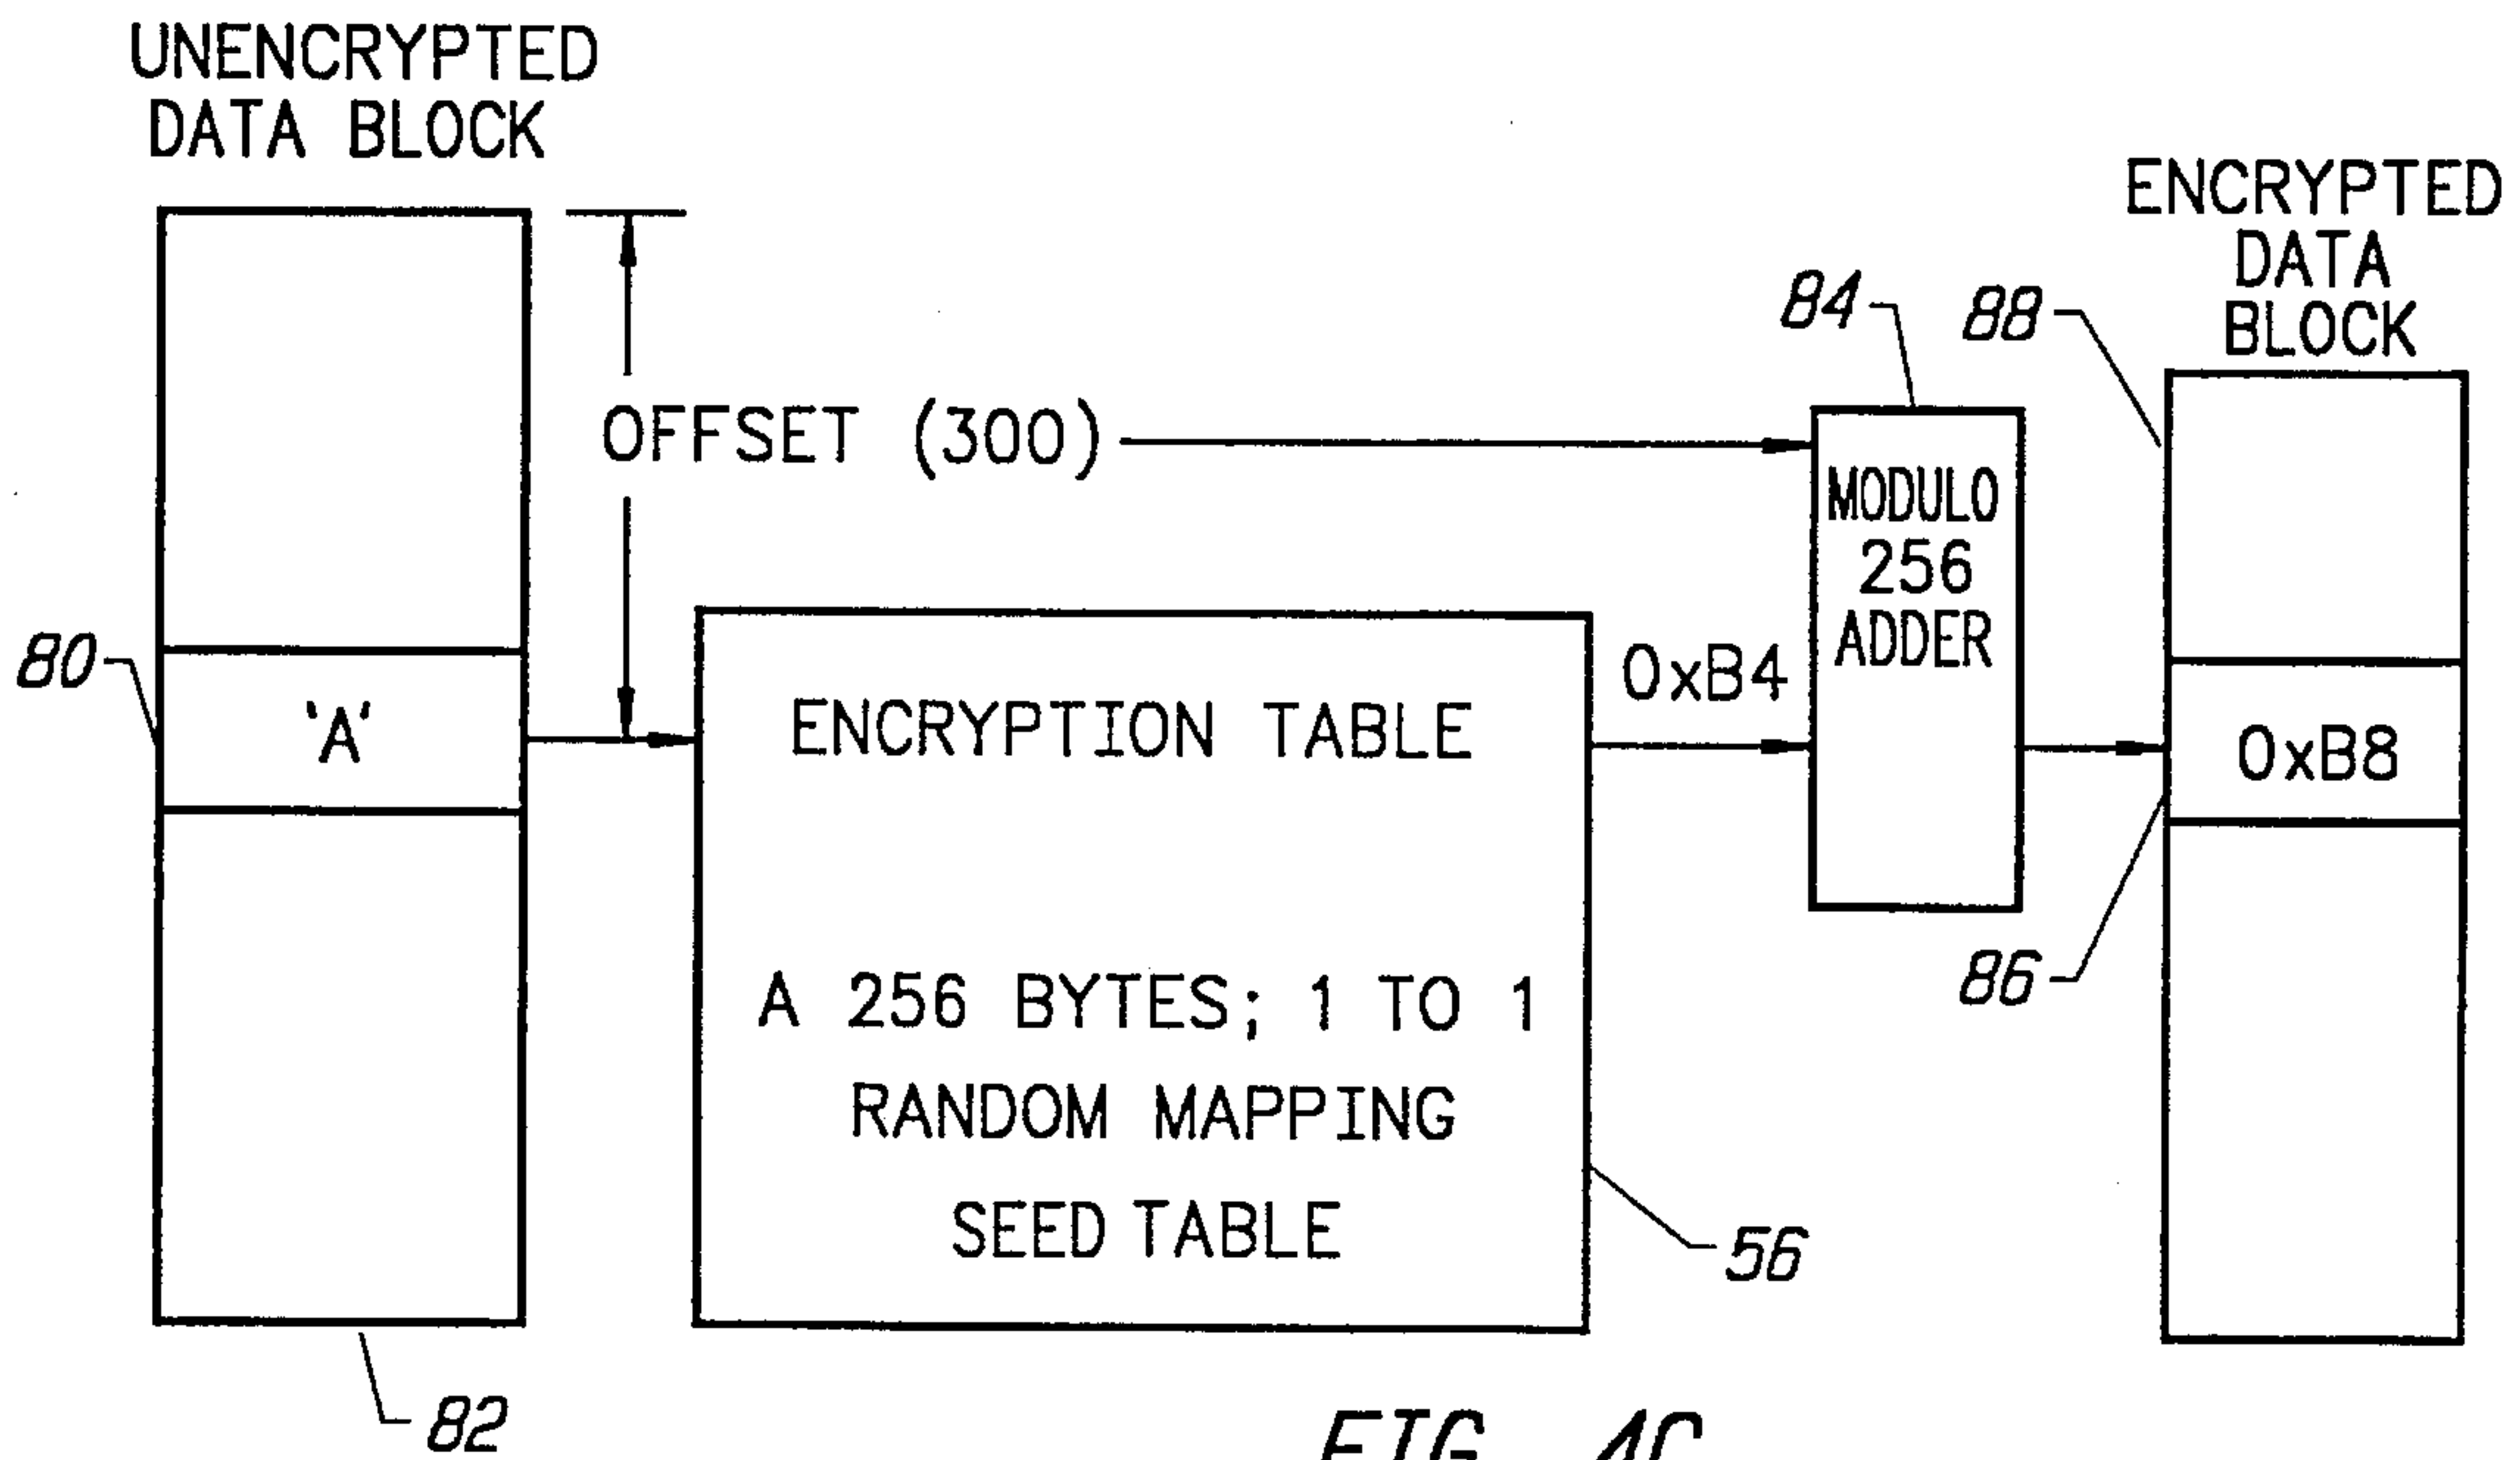 UNENCRYPTED
DATA BLOCK
ENCRYPTED
DATA
BLOCK
84
88
OFFSET (300)
MODULO
256
ADDER
80
'A'
ENCRYPTION TABLE
0xB4
0xB8
A 256 BYTES; 1 TO 1
RANDOM MAPPING
SEED TABLE
86
56
82